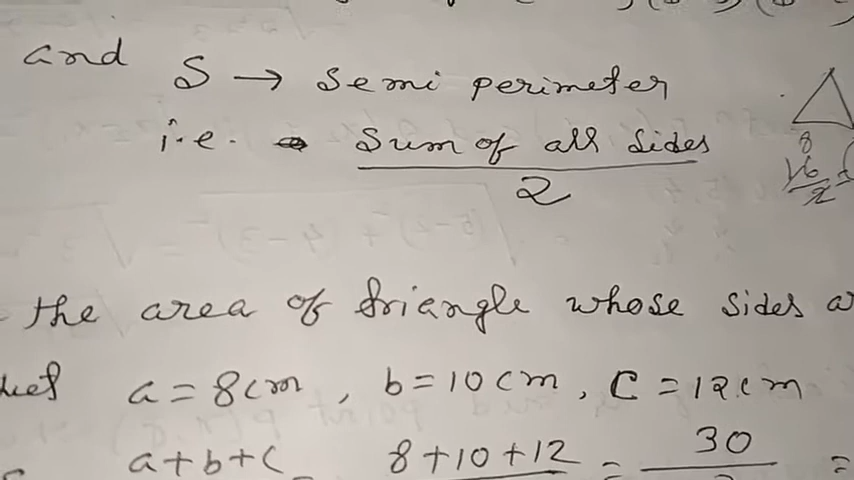 and S → Semi perimeter
i.e. Sum of all Sides
2
8
the area of triangle whose sides
a = 8cm, b = 10cm, C = 12cm
a+b+c 8+10+12 = 30 =